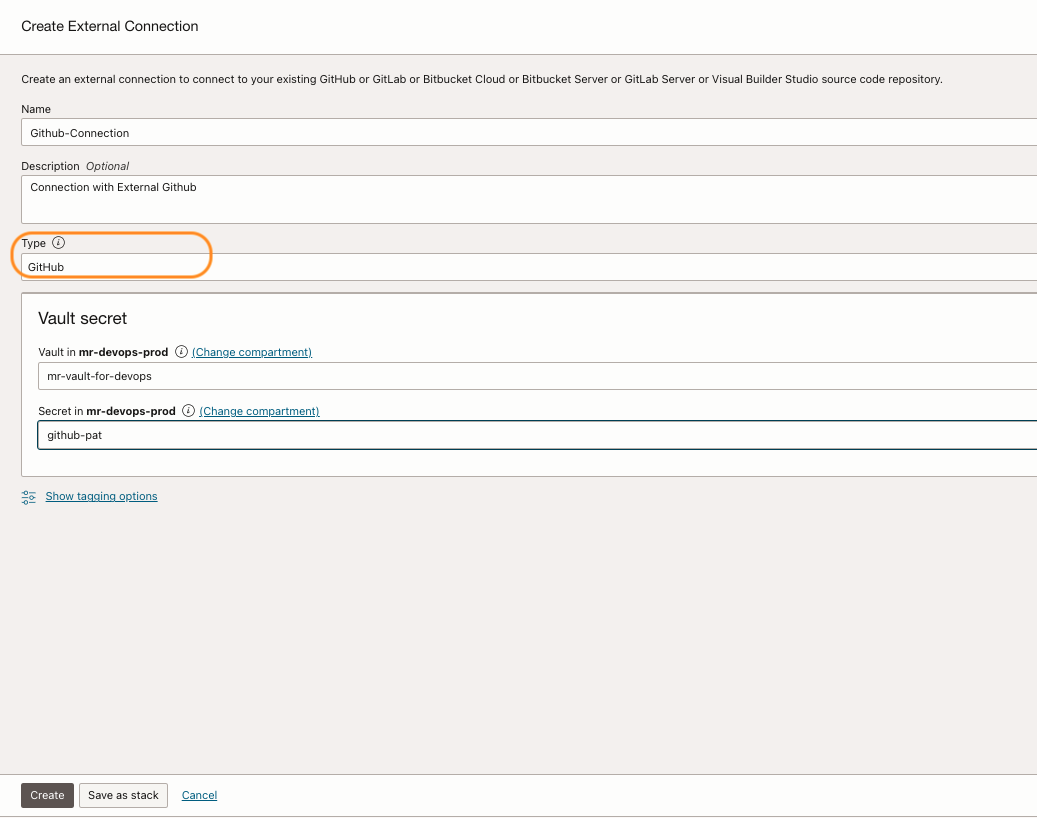 Create External Connection
Create an external connection to connect to your existing GitHub or GitLab or Bitbucket Cloud or Bitbucket Server or GitLab Server or Visual Builder Studio source code repository.
Name
Github-Connection
Description Optional
Connection with External Github
Type i
GitHub
Vault secret
Vault in mr-devops-prod i (Change compartment)
mr-vault-for-devops
Secret in mr-devops-prod i (Change compartment)
github-pat
Show tagging options
Create Save as stack Cancel